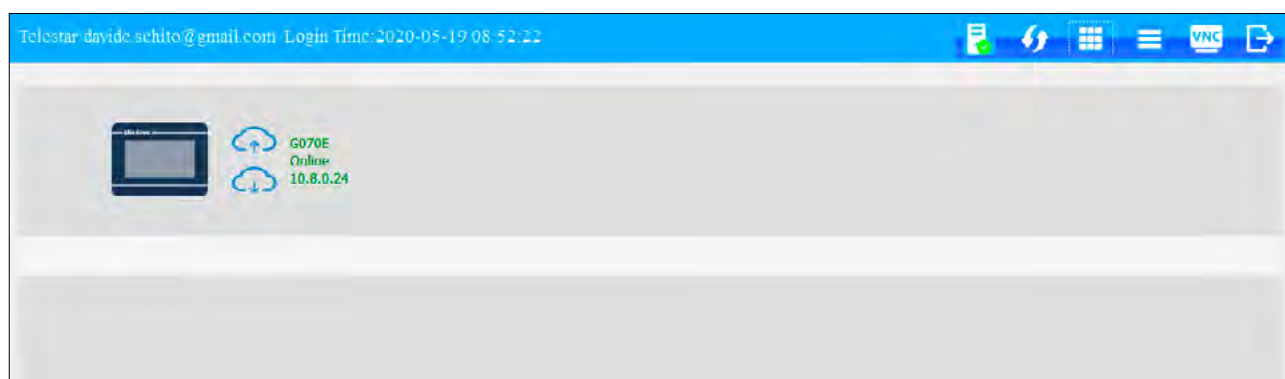 Telestar davide.schito@gmail.com Login Time:2020-05-19 08:52:22
VNC
G070E
Online
10.8.0.24